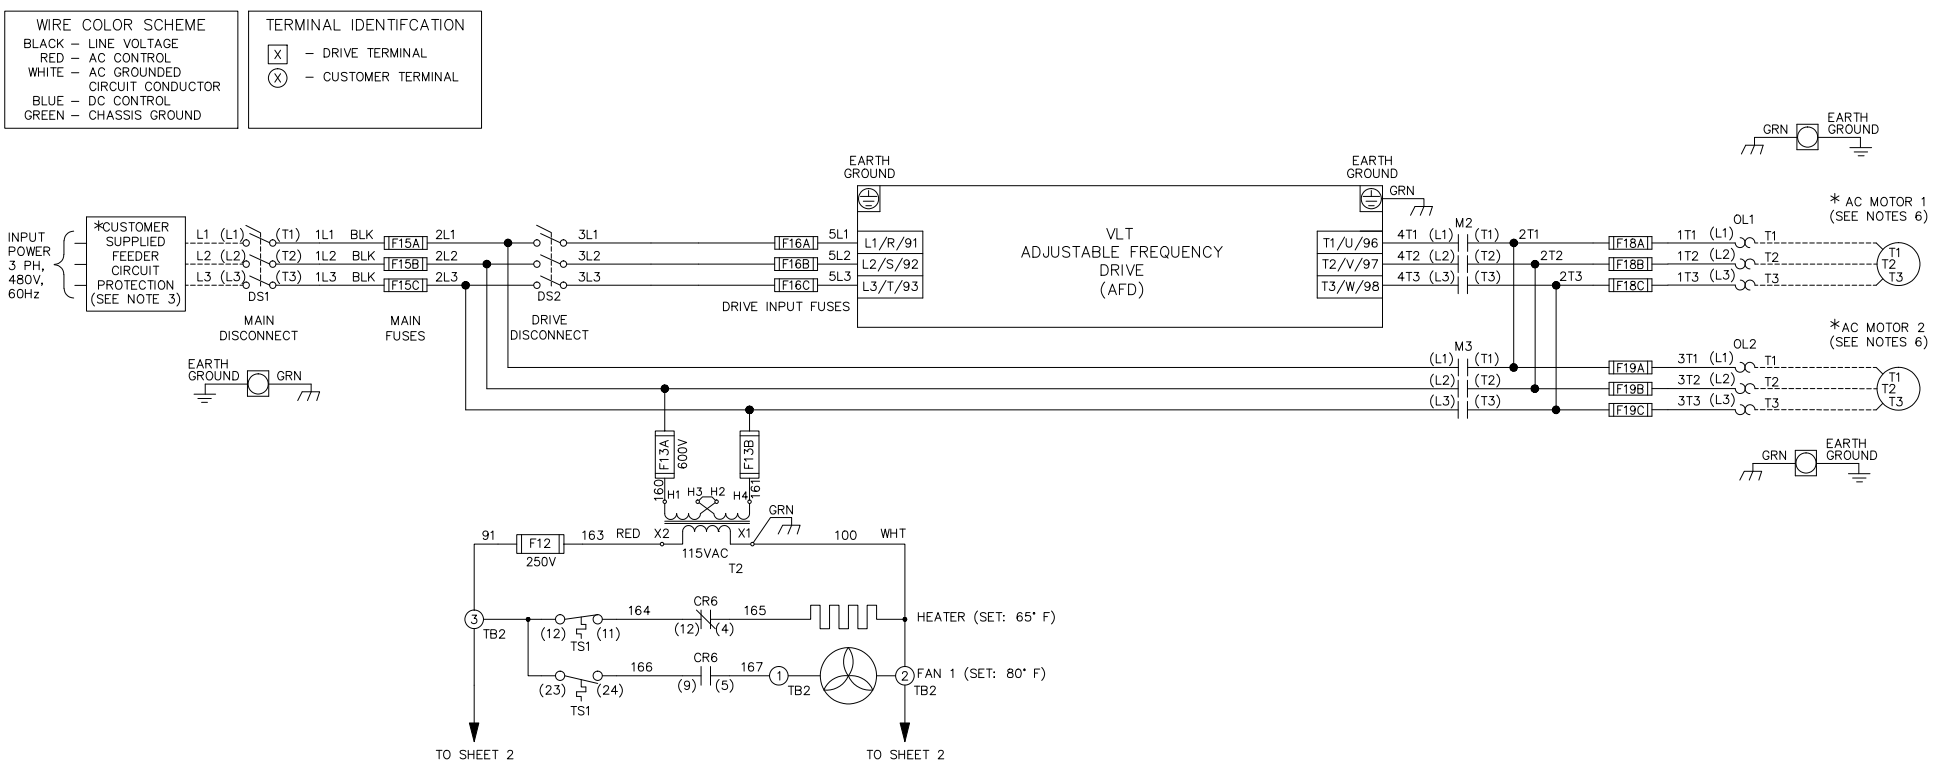 WIRE COLOR SCHEME
BLACK – LINE VOLTAGE
RED – AC CONTROL
WHITE – AC GROUNDED
CIRCUIT CONDUCTOR
BLUE – DC CONTROL
GREEN – CHASSIS GROUND
TERMINAL IDENTIFCATION
X – DRIVE TERMINAL
X – CUSTOMER TERMINAL
GRN
EARTH
GROUND
EARTH
GROUND
EARTH
GROUND
GRN
INPUT
POWER
3 PH,
480V,
60Hz
*CUSTOMER
SUPPLIED
FEEDER
CIRCUIT
PROTECTION
(SEE NOTE 3)
L1 (L1) (T1) 1L1 BLK F15A 2L1 3L1 F16A 5L1 L1/R/91
L2 (L2) (T2) 1L2 BLK F15B 2L2 3L2 F16B 5L2 L2/S/92
L3 (L3) (T3) 1L3 BLK F15C 2L3 3L3 F16C 5L3 L3/T/93
DS1
DS2
MAIN
DISCONNECT
MAIN
FUSES
DRIVE
DISCONNECT
DRIVE INPUT FUSES
VLT
ADJUSTABLE FREQUENCY
DRIVE
(AFD)
M2
OL1
* AC MOTOR 1
(SEE NOTES 6)
T1/U/96 4T1 (L1) (T1) 2T1 F18A 1T1 (L1) T1
T2/V/97 4T2 (L2) (T2) 2T2 F18B 1T2 (L2) T2
T3/W/98 4T3 (L3) (T3) 2T3 F18C 1T3 (L3) T3
T1
T2
T3
EARTH
GROUND
GRN
M3
OL2
*AC MOTOR 2
(SEE NOTES 6)
(L1) (T1) F19A 3T1 (L1) T1
(L2) (T2) F19B 3T2 (L2) T2
(L3) (T3) F19C 3T3 (L3) T3
T1
T2
T3
GRN
EARTH
GROUND
F13A
600V
F13B
160
161
H1 H3 H2 H4
GRN
91 F12 163 RED X2 X1 100 WHT
250V
115VAC
T2
3
TB2
164 CR6 165
(12) (11) (12) (4)
TS1
HEATER (SET: 65° F)
166 CR6 167
(23) (24) (9) (5)
TS1
1
TB2
2
TB2
FAN 1 (SET: 80° F)
TO SHEET 2
TO SHEET 2